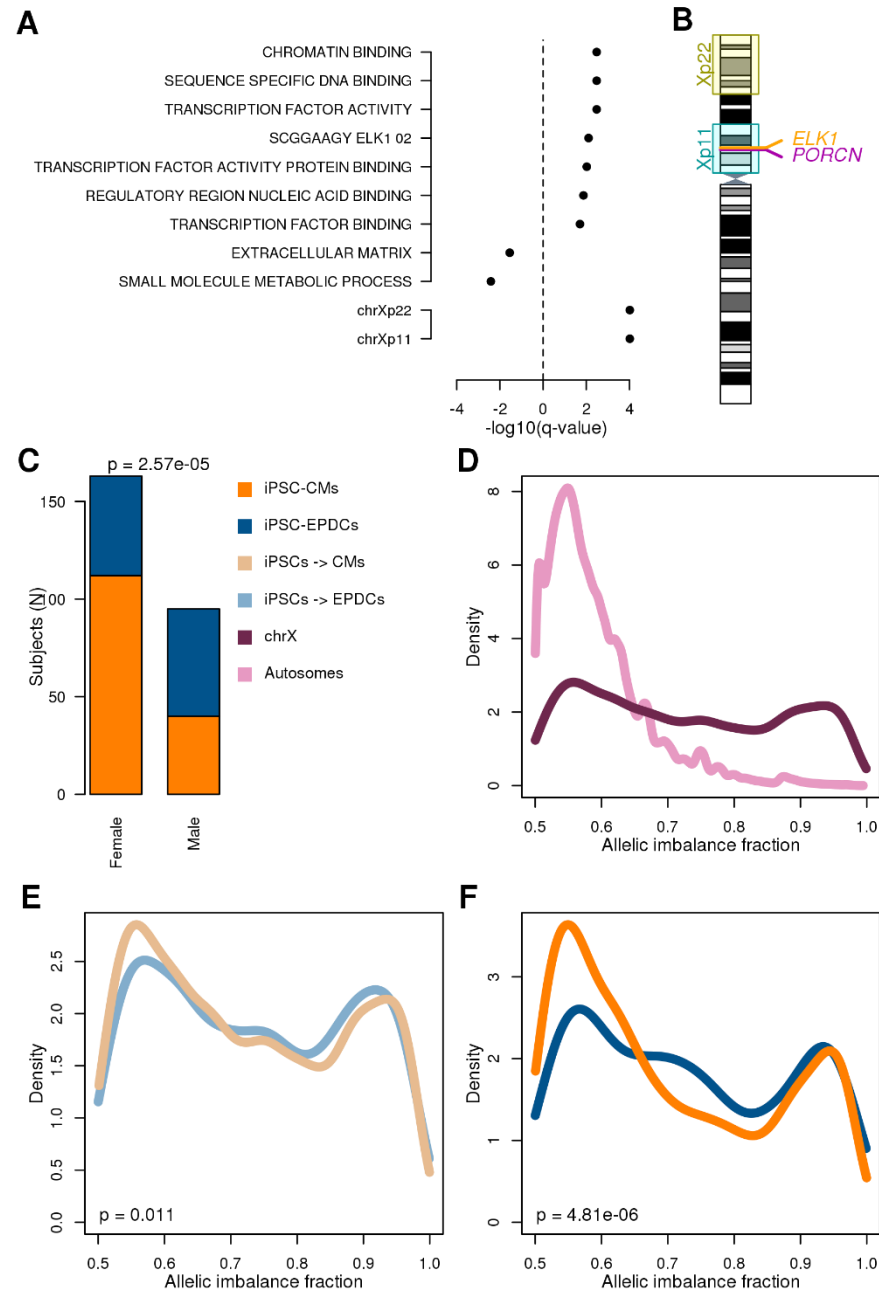 A
CHROMATIN BINDING
SEQUENCE SPECIFIC DNA BINDING
TRANSCRIPTION FACTOR ACTIVITY
SCGGAAGY ELK1 02
TRANSCRIPTION FACTOR ACTIVITY PROTEIN BINDING
REGULATORY REGION NUCLEIC ACID BINDING
TRANSCRIPTION FACTOR BINDING
EXTRACELLULAR MATRIX
SMALL MOLECULE METABOLIC PROCESS
chrXp22
chrXp11
-4 -2 0 2 4
-log10(q-value)
B
Xp22
Xp11
ELK1
PORCN
C
p = 2.57e-05
Subjects (N)
150
100
50
0
Female
Male
iPSC-CMs
iPSC-EPDCs
iPSCs -> CMs
iPSCs -> EPDCs
chrX
Autosomes
D
Density
8
6
4
2
0
0.5 0.6 0.7 0.8 0.9 1.0
Allelic imbalance fraction
E
Density
2.5
2.0
1.5
1.0
0.5
0.0
p = 0.011
0.5 0.6 0.7 0.8 0.9 1.0
Allelic imbalance fraction
F
Density
3
2
1
0
p = 4.81e-06
0.5 0.6 0.7 0.8 0.9 1.0
Allelic imbalance fraction